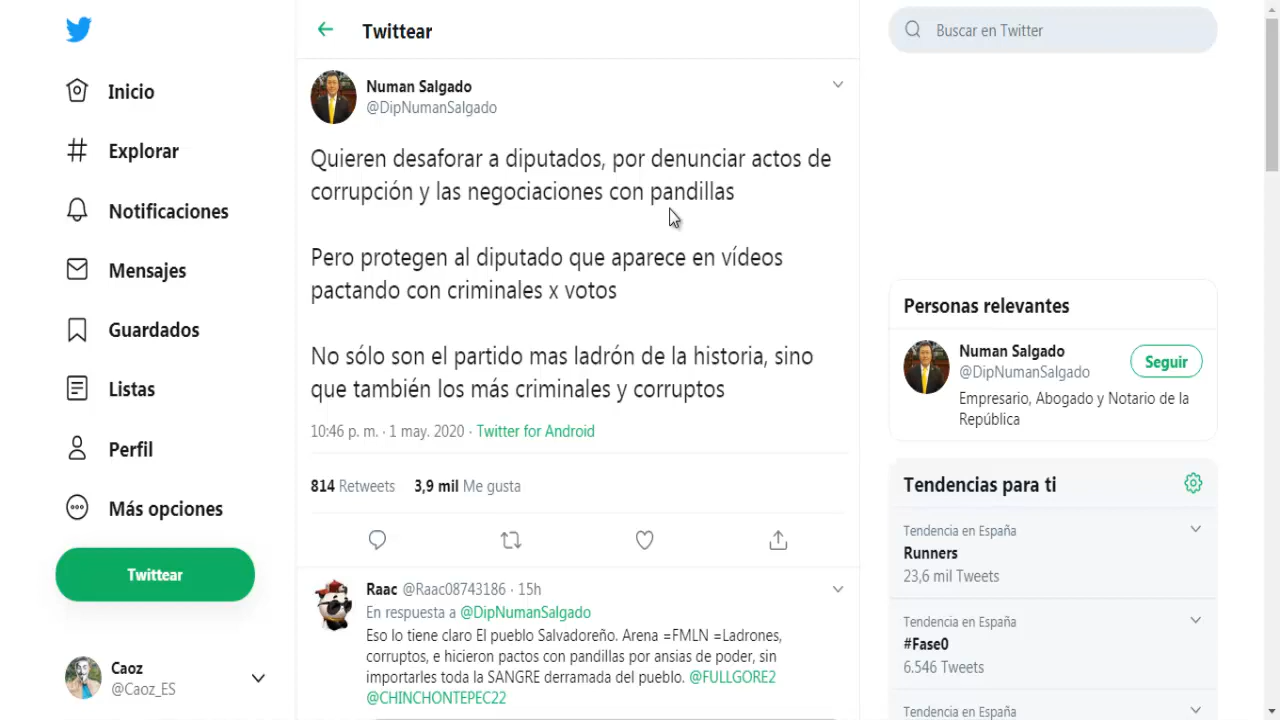 Inicio
Explorar
Notificaciones
Mensajes
Guardados
Listas
Perfil
Más opciones
Twittear
Caoz
@Caoz_ES
Twittear
Numan Salgado
@DipNumanSalgado
Quieren desaforar a diputados, por denunciar actos de
corrupción y las negociaciones con pandillas
Pero protegen al diputado que aparece en vídeos
pactando con criminales x votos
No sólo son el partido mas ladrón de la historia, sino
que también los más criminales y corruptos
10:46 p. m. · 1 may. 2020 · Twitter for Android
814 Retweets 3,9 mil Me gusta
Raac @Raac08743186 · 15h
En respuesta a @DipNumanSalgado
Eso lo tiene claro El pueblo Salvadoreño. Arena =FMLN =Ladrones,
corruptos, e hicieron pactos con pandillas por ansias de poder, sin
importarles toda la SANGRE derramada del pueblo. @FULLGORE2
@CHINCHONTEPEC22
Buscar en Twitter
Personas relevantes
Numan Salgado
@DipNumanSalgado
Seguir
Empresario, Abogado y Notario de la
República
Tendencias para ti
Tendencia en España
Runners
23,6 mil Tweets
Tendencia en España
#Fase0
6.546 Tweets
Tendencia en España